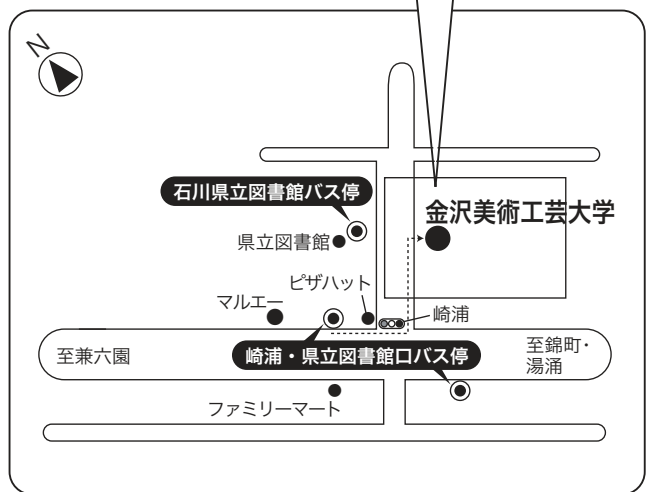 N
石川県立図書館バス停
金沢美術工芸大学
県立図書館
ピザハット
マルエー
崎浦
至兼六園
崎浦・県立図書館口バス停
至錦町・
湯涌
ファミリーマート